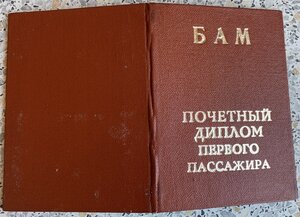 БАМ
ПОЧЕТНЫЙ
ДИПЛОМ
ПЕРВОГО
ПАССАЖИРА